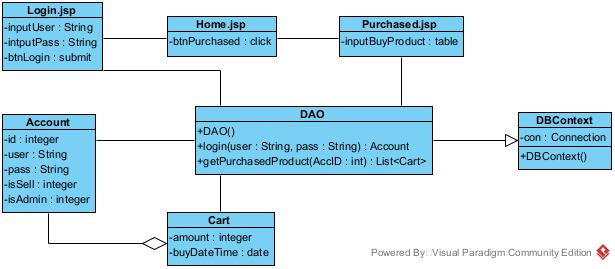 Login.jsp
-inputUser : String
-intputPass : String
-btnLogin : submit
Home.jsp
-btnPurchased : click
Purchased.jsp
-inputBuyProduct : table
Account
-id : integer
-user : String
-pass : String
-isSell : integer
-isAdmin : integer
DAO
+DAO()
+login(user : String, pass : String) : Account
+getPurchasedProduct(AccID : int) : List<Cart>
DBContext
-con : Connection
+DBContext()
Cart
-amount : integer
-buyDateTime : date
Powered By Visual Paradigm Community Edition